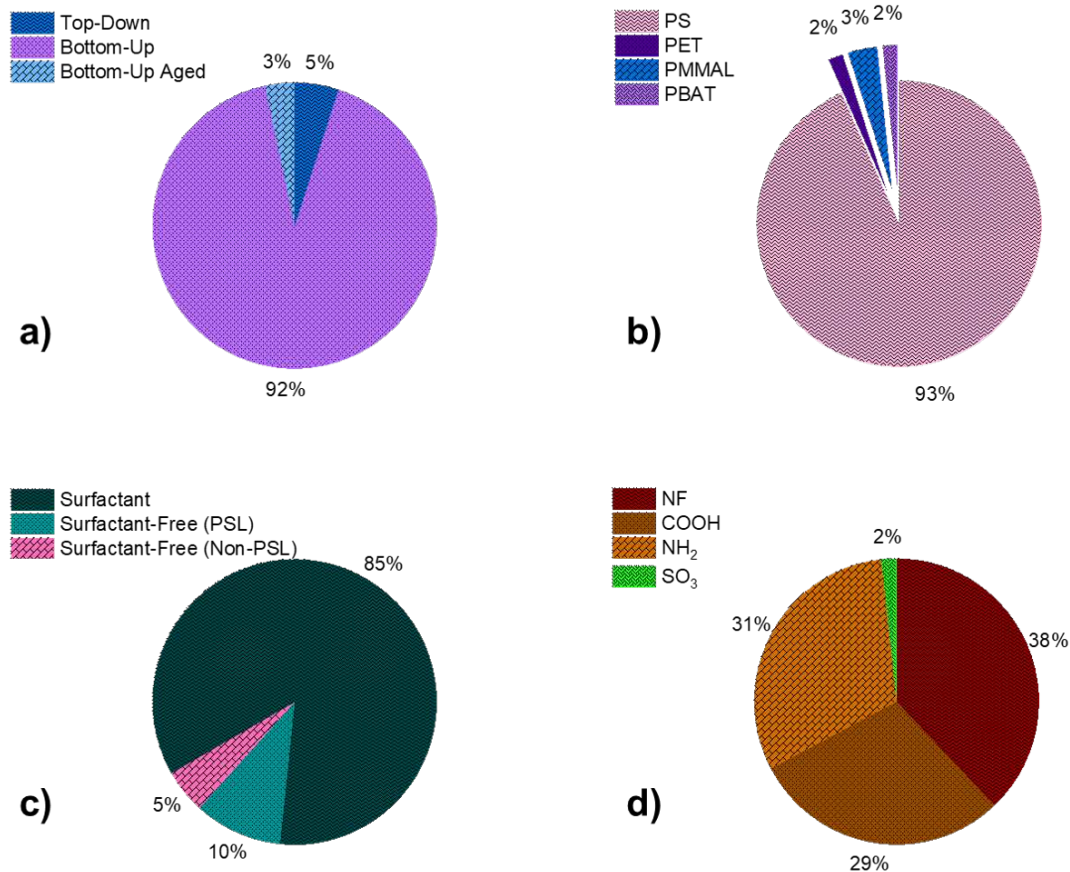 Top-Down
Bottom-Up
Bottom-Up Aged
3%
5%
92%
a)
PS
PET
PMMAL
PBAT
2%
3%
2%
93%
b)
Surfactant
Surfactant-Free (PSL)
Surfactant-Free (Non-PSL)
85%
5%
10%
c)
NF
COOH
NH₂
SO₃
2%
31%
38%
29%
d)